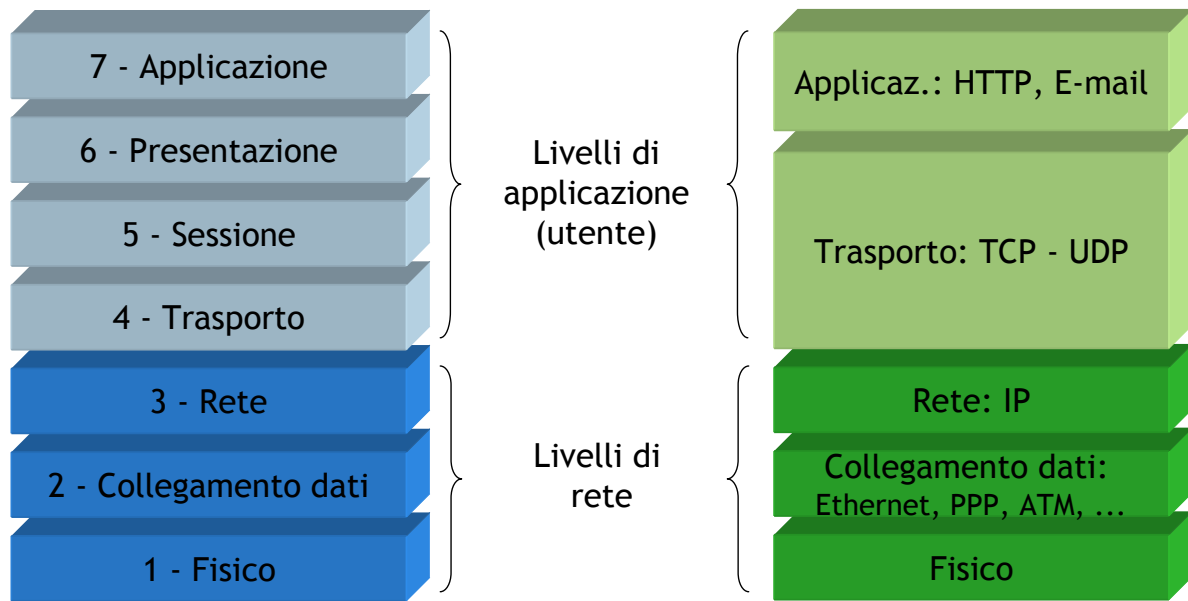 7 - Applicazione
6 - Presentazione
5 - Sessione
4 - Trasporto
3 - Rete
2 - Collegamento dati
1 - Fisico
Livelli di
applicazione
(utente)
Livelli di
rete
Applicaz.: HTTP, E-mail
Trasporto: TCP - UDP
Rete: IP
Collegamento dati:
Ethernet, PPP, ATM, ...
Fisico